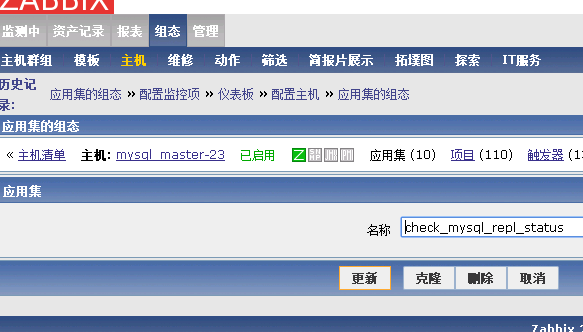 ZABBIX
监测中 资产记录 报表 组态 管理
主机群组 模板 主机 维修 动作 筛选 简报片展示 拓墣图 探索 IT服务
历史记录: 应用集的组态 » 配置监控项 » 仪表板 » 配置主机 » 应用集的组态
应用集的组态
« 主机清单 主机: mysql_master-23 已启用 Z 应用集 (10) 项目 (110) 触发器
应用集
名称 check_mysql_repl_status
更新 克隆 删除 取消
Zabbix